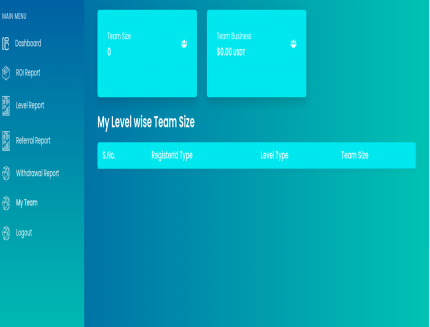 MAIN MENU
Dashboard
ROI Report
Level Report
Referral Report
Withdrawal Report
My Team
Logout
Team Size
0
Team Business
$0.00 USDT
My Level wise Team Size
S.No. Registerid Type Level Type Team Size